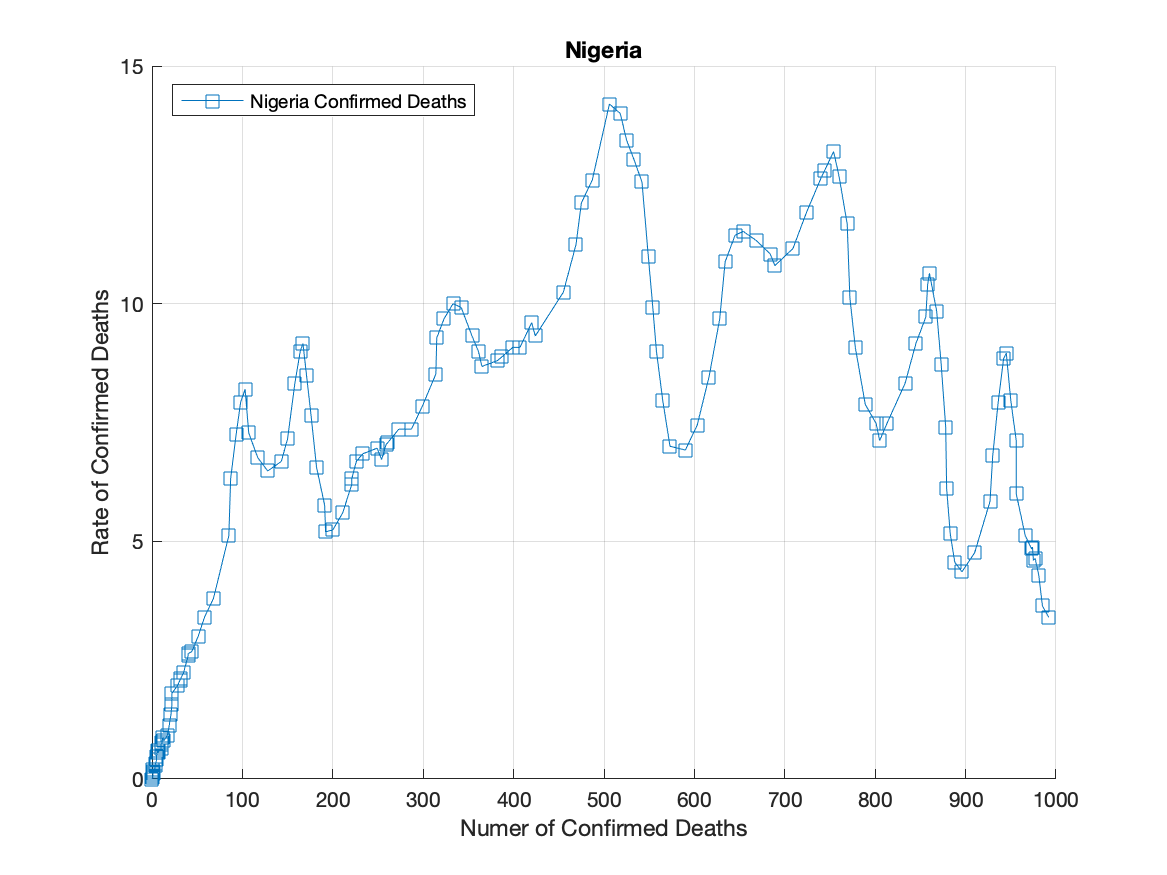 Nigeria
Nigeria Confirmed Deaths
15
10
5
0
Rate of Confirmed Deaths
0 100 200 300 400 500 600 700 800 900 1000
Numer of Confirmed Deaths